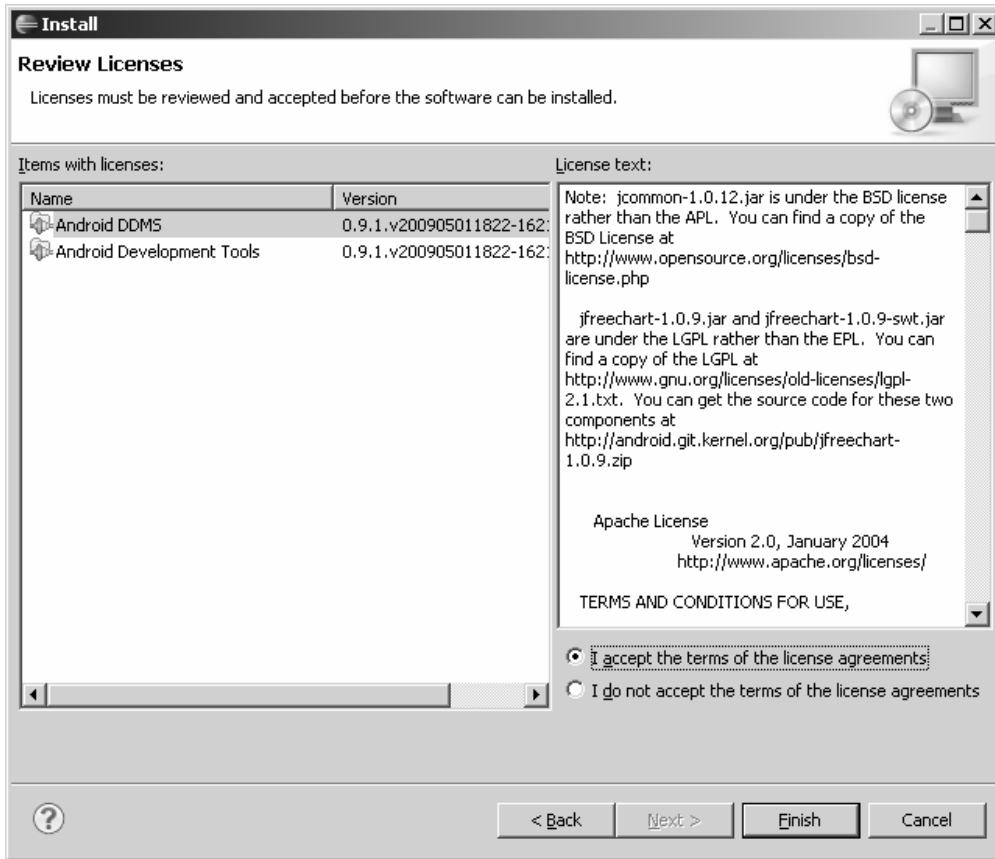 Install
Review Licenses
Licenses must be reviewed and accepted before the software can be installed.
Items with licenses:
Name Version
Android DDMS 0.9.1.v200905011822-1621
Android Development Tools 0.9.1.v200905011822-1621
License text:
Note: jcommon-1.0.12.jar is under the BSD license
rather than the APL. You can find a copy of the
BSD License at
http://www.opensource.org/licenses/bsd-
license.php
jfreechart-1.0.9.jar and jfreechart-1.0.9-swt.jar
are under the LGPL rather than the EPL. You can
find a copy of the LGPL at
http://www.gnu.org/licenses/old-licenses/lgpl-
2.1.txt. You can get the source code for these two
components at
http://android.git.kernel.org/pub/jfreechart-
1.0.9.zip
Apache License
Version 2.0, January 2004
http://www.apache.org/licenses/
TERMS AND CONDITIONS FOR USE,
I accept the terms of the license agreements
I do not accept the terms of the license agreements
? < Back Next > Finish Cancel